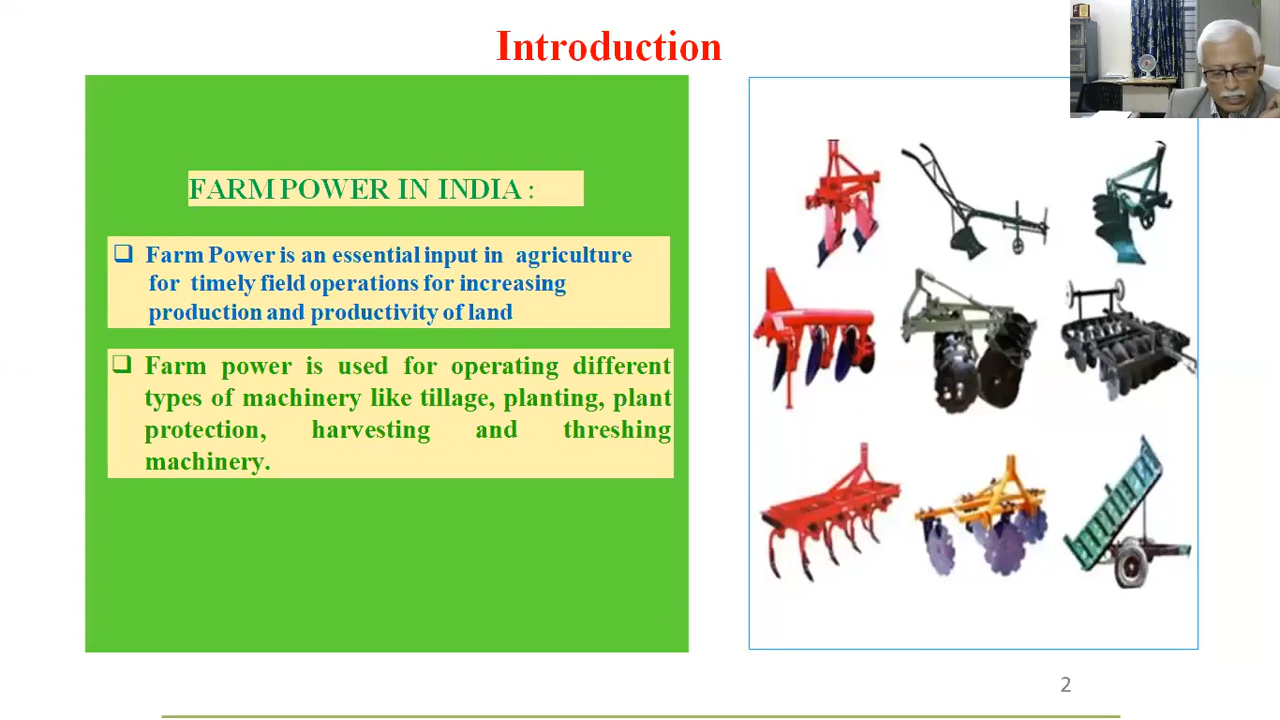 Introduction
FARM POWER IN INDIA :
❑ Farm Power is an essential input in agriculture
for timely field operations for increasing
production and productivity of land
❑ Farm power is used for operating different
types of machinery like tillage, planting, plant
protection, harvesting and threshing
machinery.
2